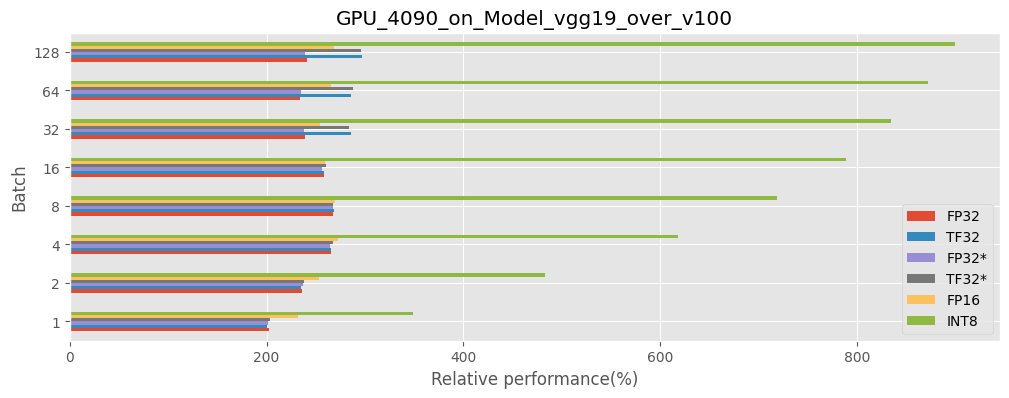 GPU_4090_on_Model_vgg19_over_v100
Batch
128
64
32
16
8
4
2
1
0
200
400
600
800
Relative performance(%)
FP32
TF32
FP32*
TF32*
FP16
INT8